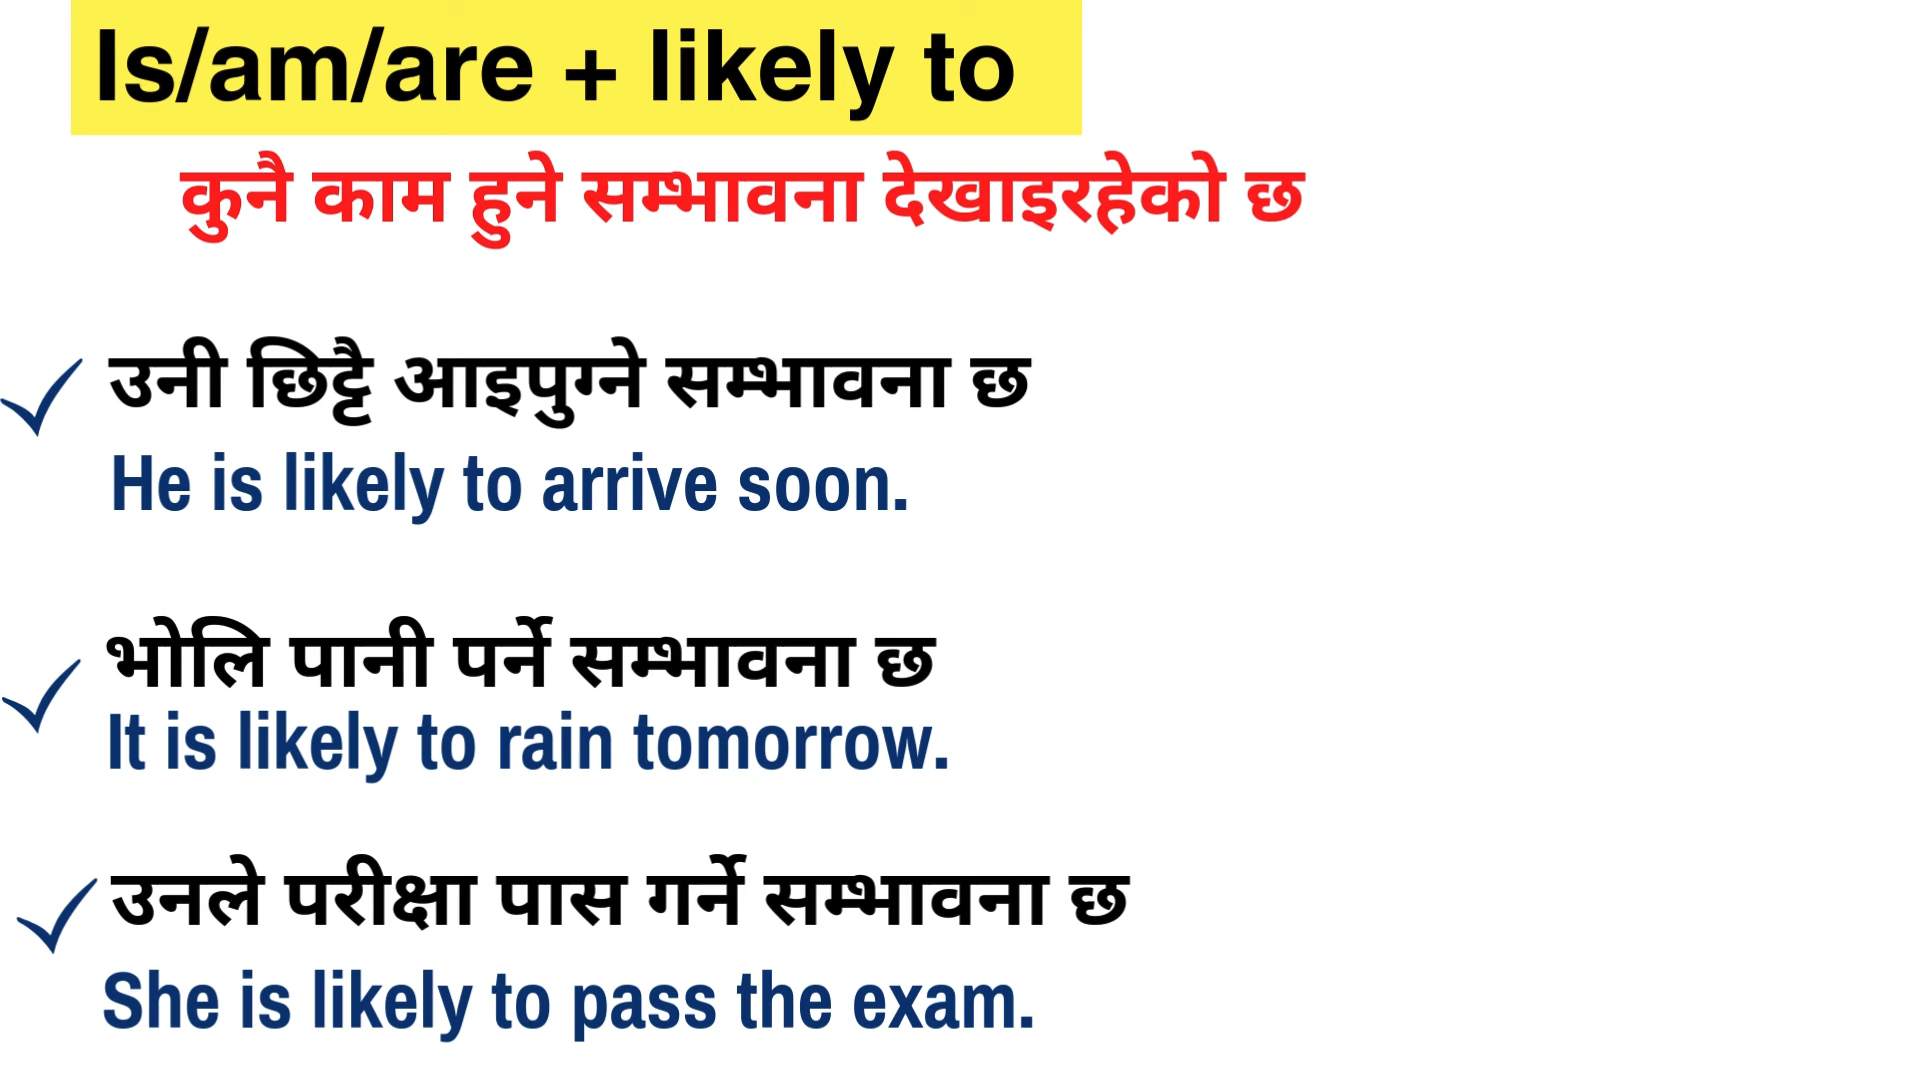 Is/am/are + likely to
कुनै काम हुने सम्भावना देखाइरहेको छ
उनी छिट्टै आइपुग्ने सम्भावना छ
He is likely to arrive soon.
भोलि पानी पर्ने सम्भावना छ
It is likely to rain tomorrow.
उनले परीक्षा पास गर्ने सम्भावना छ
She is likely to pass the exam.